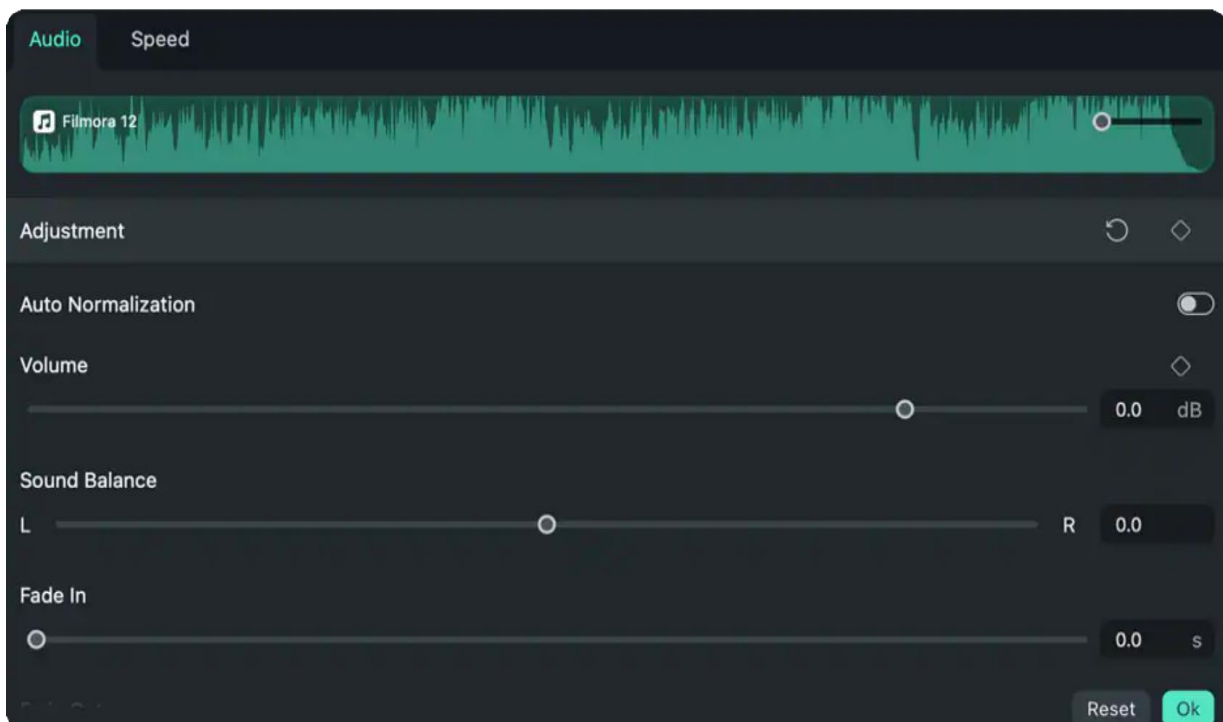 Audio Speed
Filmora 12
Adjustment
Auto Normalization
Volume
0.0 dB
Sound Balance
L R 0.0
Fade In
0.0 s
Reset Ok